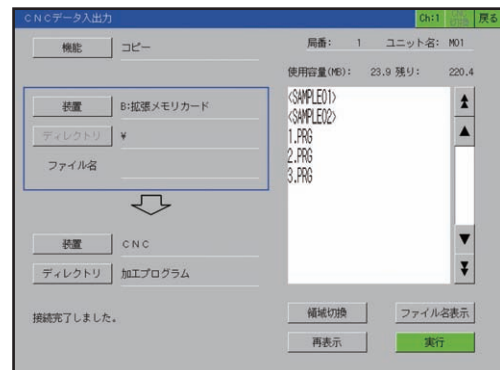 CNCデータ入出力 Ch:1 戻る
機能 コピー
局番: 1 ユニット名: M01
使用容量(MB): 23.9 残り: 220.4
装置 B:拡張メモリカード
ディレクトリ ¥
ファイル名
<SAMPLE01>
<SAMPLE02>
1.PRG
2.PRG
3.PRG
装置 CNC
ディレクトリ 加工プログラム
接続完了しました。
領域切換 ファイル名表示
再表示 実行